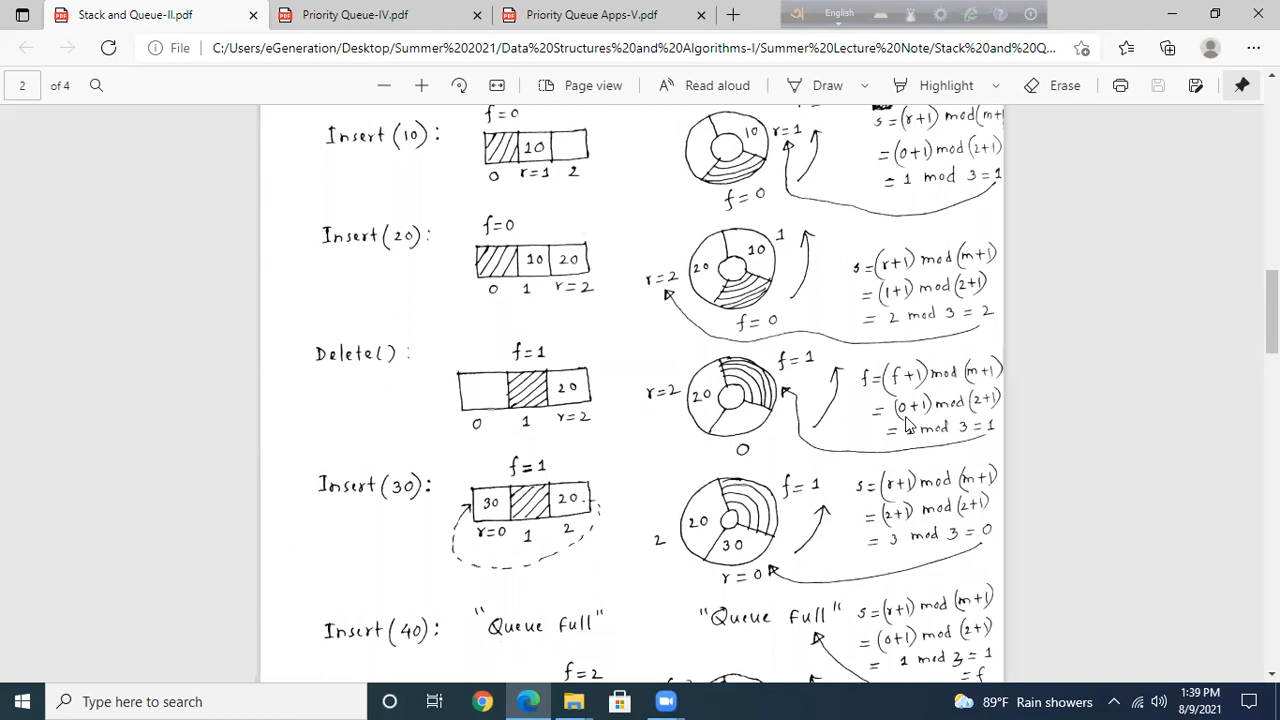 Stack and Queue-II.pdf
Priority Queue-IV.pdf
Priority Queue Apps-V.pdf
English
File
C:/Users/eGeneration/Desktop/Summer%202021/Data%20Structures%20and%20Algorithms-I/Summer%20Lecture%20Note/Stack%20and%20Q...
2 of 4
Page view
Read aloud
Draw
Highlight
Erase
f=0
Insert(10):
10
0 r=1 2
10 r=1
f=0
s=(r+1) mod(m+1
=(0+1) mod(2+1)
= 1 mod 3=1
Insert(20):
f=0
10 20
0 1 r=2
1
20 10
r=2
f=0
s=(r+1) mod (m+1)
=(1+1) mod(2+1)
= 2 mod 3 = 2
Delete():
f=1
20
0 1 r=2
f=1
r=2 20
0
f=(f+1) mod (m+1)
= (0+1) mod(2+1)
= mod 3=1
Insert(30):
f=1
30 20
r=0 1 2
f=1
20
2 30
r=0
s=(r+1) mod (m+1)
=(2+1) mod (2+1)
= 3 mod 3=0
Insert(40):
"Queue Full"
"Queue full"
s=(r+1) mod (m+1)
=(0+1) mod (2+1)
= 1 mod 3 = 1
= f
f=2
Type here to search
89°F Rain showers
1:39 PM
8/9/2021